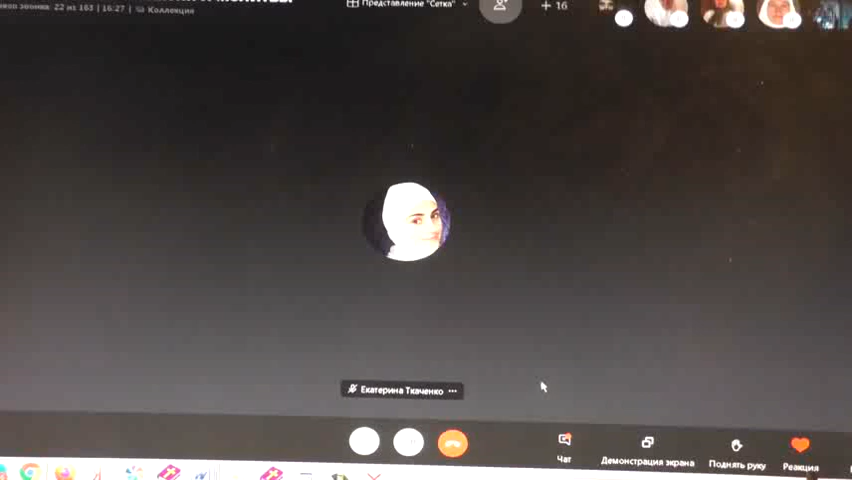 22 из 163 | 16:27 | Коллекция
Представление "Сетка"
+ 16
Екатерина Ткаченко
Чат
Демонстрация экрана
Поднять руку
Реакция